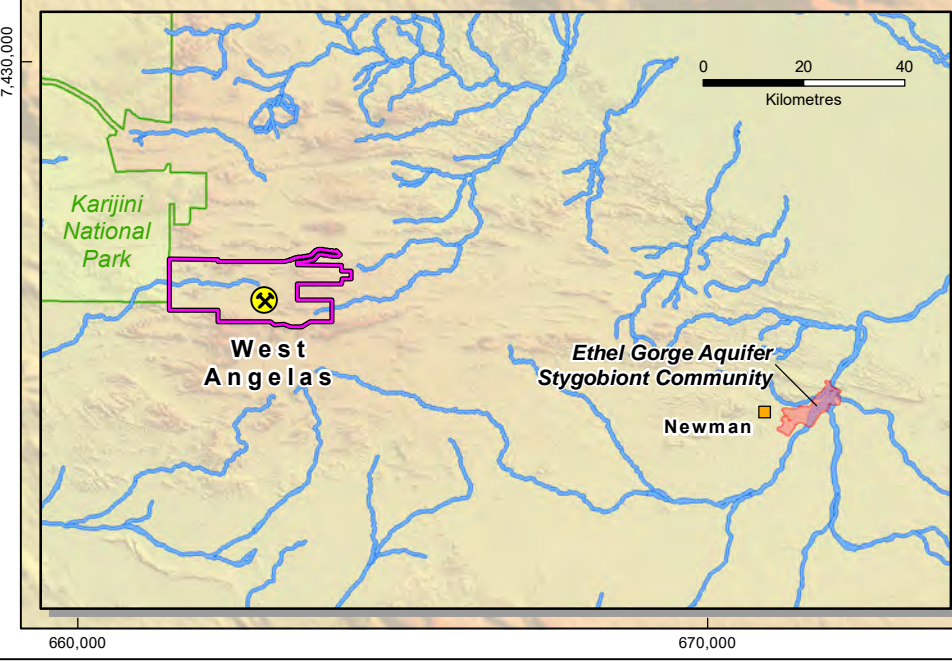 7,430,000
0 20 40
Kilometres
Karijini
National
Park
West
Angelas
Ethel Gorge Aquifer
Stygobiont Community
Newman
660,000
670,000